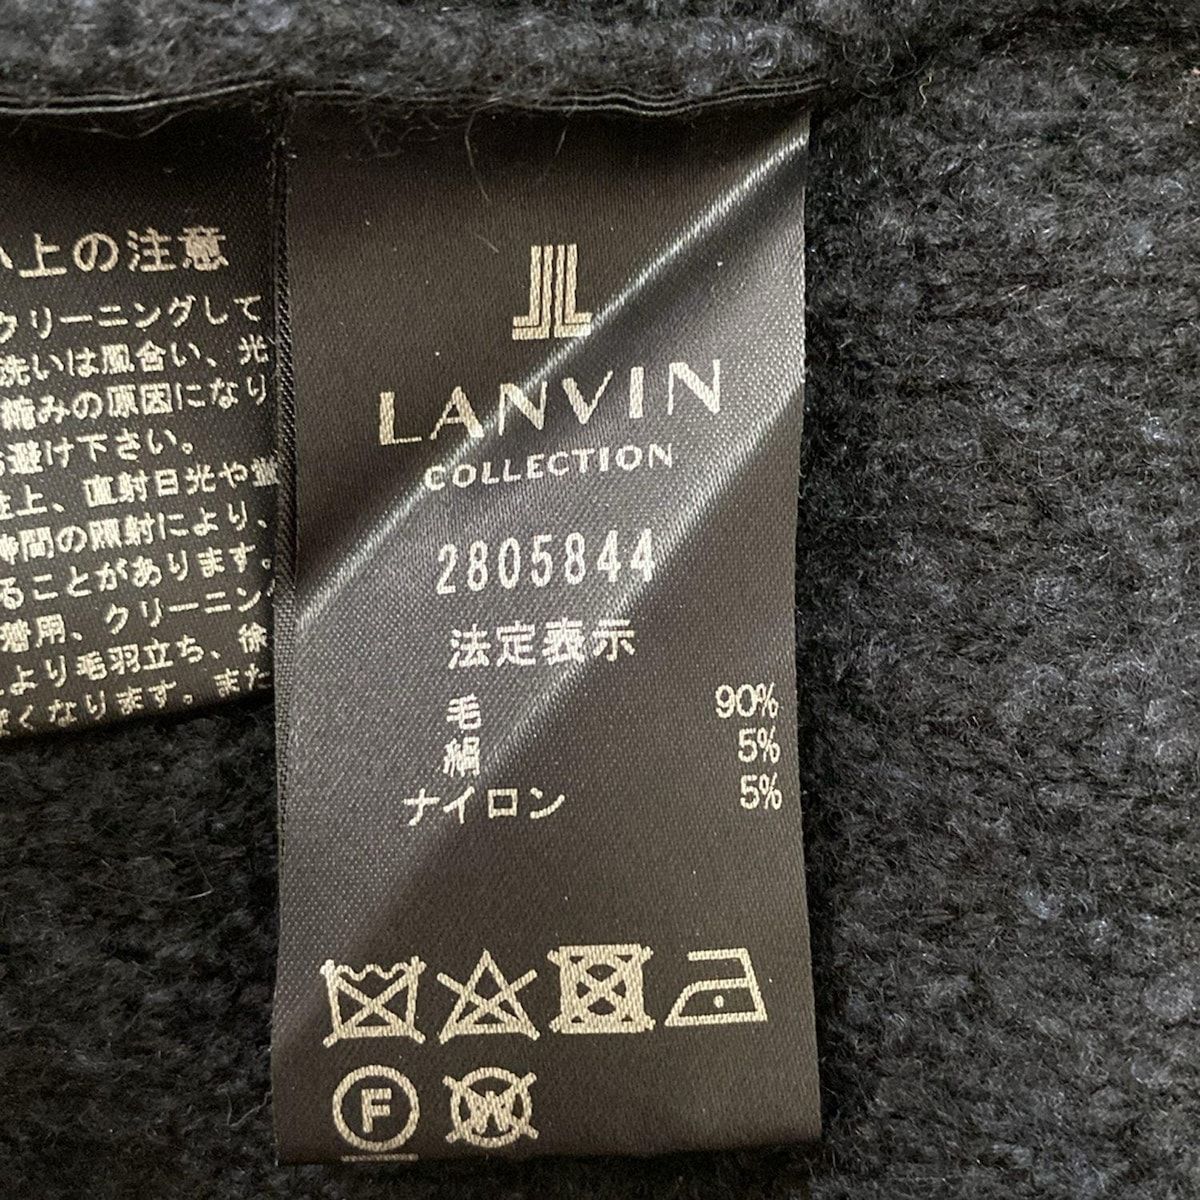 い上の注意
クリーニングして
洗いは風合い、光
縮みの原因になり
避け下さい。
性上、直射日光や蛍
時間の照射により、
ることがあります。
着用、クリーニン
より毛羽立ち、徐
くなります。また
LANVIN
COLLECTION
2805844
法定表示
毛 90%
絹 5%
ナイロン 5%
F
W